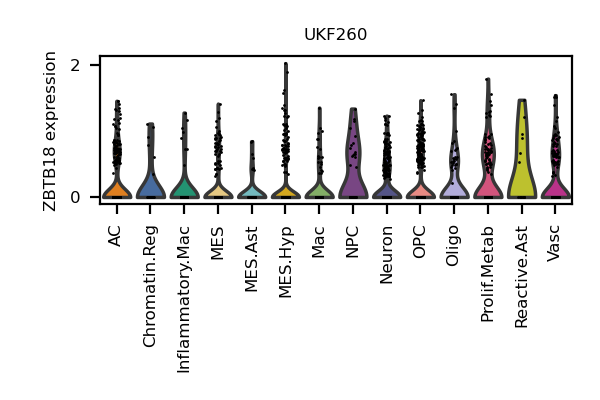 UKF260
ZBTB18 expression
2
0
AC
Chromatin.Reg
Inflammatory.Mac
MES
MES.Ast
MES.Hyp
Mac
NPC
Neuron
OPC
Oligo
Prolif.Metab
Reactive.Ast
Vasc